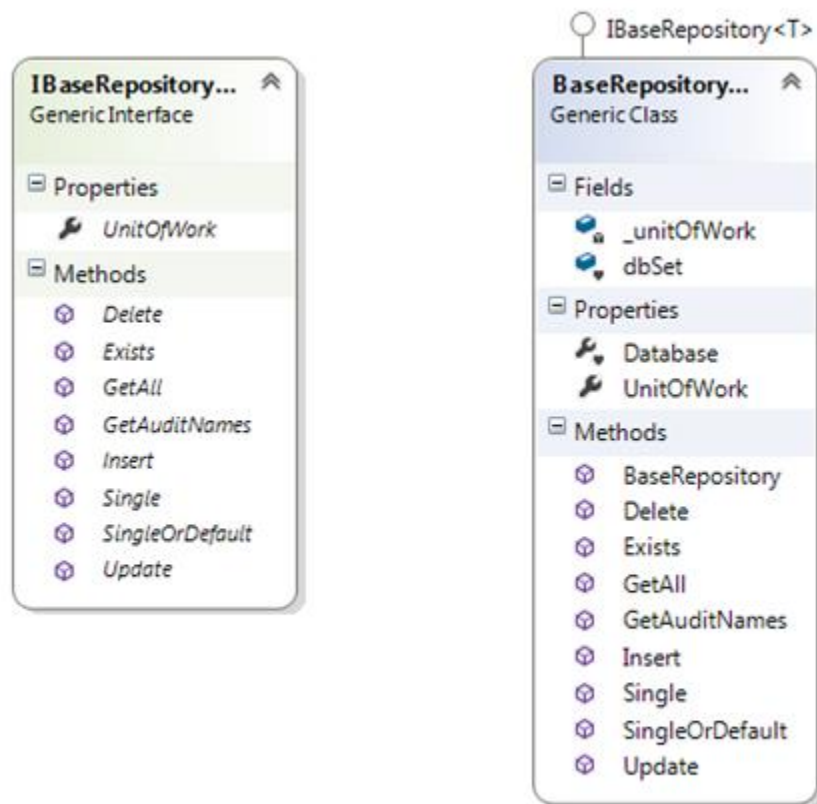 IBaseRepository...
Generic Interface
Properties
UnitOfWork
Methods
Delete
Exists
GetAll
GetAuditNames
Insert
Single
SingleOrDefault
Update
IBaseRepository<T>
BaseRepository...
Generic Class
Fields
_unitOfWork
dbSet
Properties
Database
UnitOfWork
Methods
BaseRepository
Delete
Exists
GetAll
GetAuditNames
Insert
Single
SingleOrDefault
Update